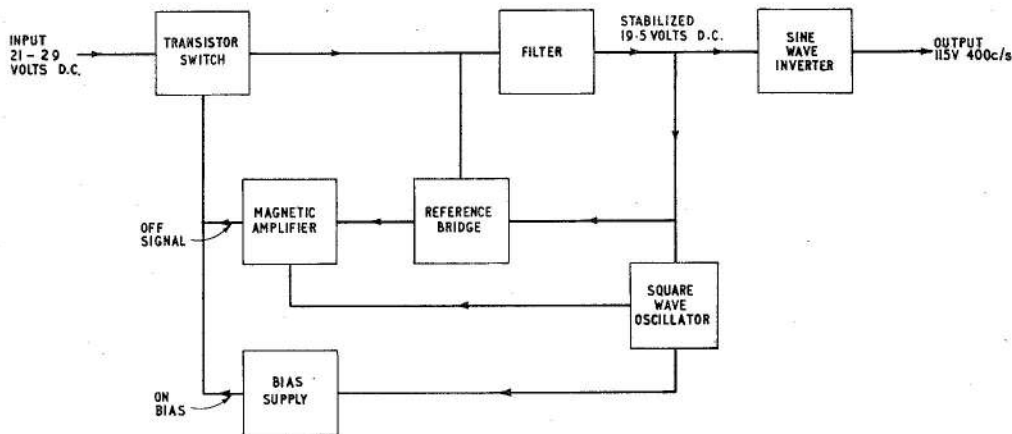 INPUT
21 - 29
VOLTS D.C.
TRANSISTOR
SWITCH
FILTER
STABILIZED
19·5 VOLTS D.C.
SINE
WAVE
INVERTER
OUTPUT
115V 400c/s
OFF
SIGNAL
MAGNETIC
AMPLIFIER
REFERENCE
BRIDGE
SQUARE
WAVE
OSCILLATOR
ON
BIAS
BIAS
SUPPLY